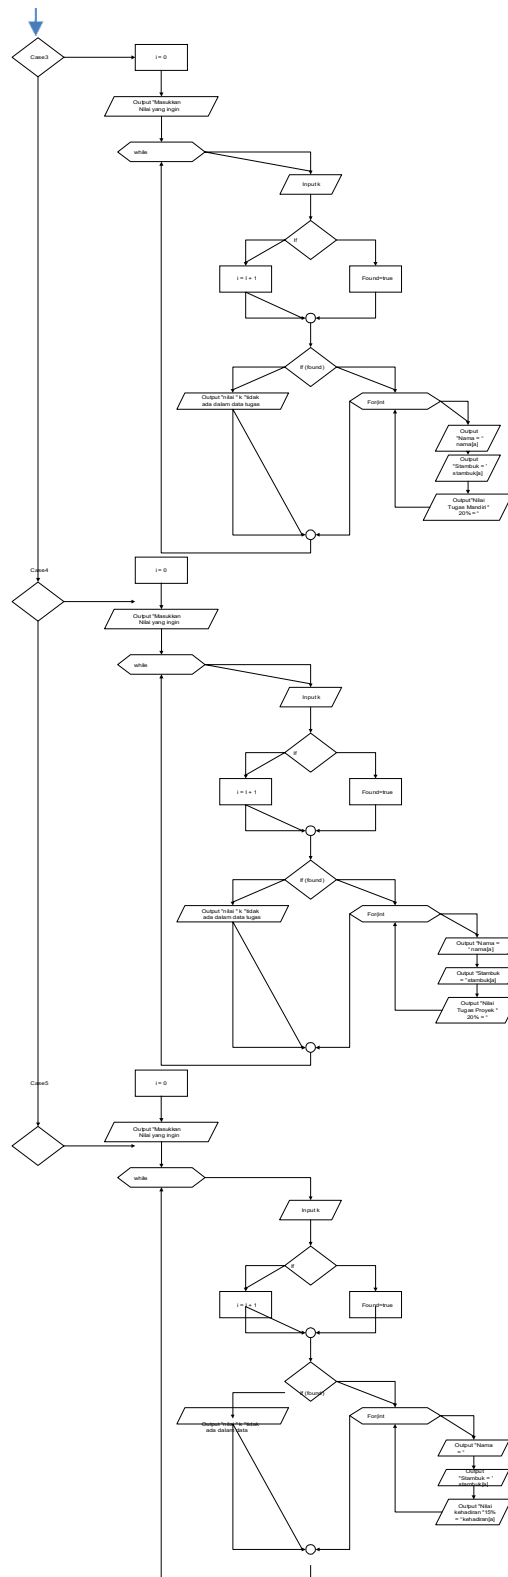 Case3
i = 0
Output "Masukkan
Nilai yang ingin
while
Input k
If
i = I + 1
Found=true
If (found)
Output "nilai " k "tidak
ada dalam data tugas
For(int
Output
"Nama = "
nama[a]
Output
"Stambuk = "
stambuk[a]
Output"Nilai
Tugas Mandiri *
20% = "
Case4
i = 0
Output "Masukkan
Nilai yang ingin
while
Input k
If
i = I + 1
Found=true
If (found)
Output "nilai " k "tidak
ada dalam data tugas
For(int
Output "Nama =
" nama[a]
Output "Stambuk
= " stambuk[a]
Output "Nilai
Tugas Proyek *
20% = "
Case5
i = 0
Output "Masukkan
Nilai yang ingin
while
Input k
If
i = I + 1
Found=true
If (found)
Output "nilai " k "tidak
ada dalam data
For(int
Output "Nama
= "
Output
"Stambuk = "
stambuk[a]
Output "Nilai
kehadiran *15%
= "kehadiran[a]